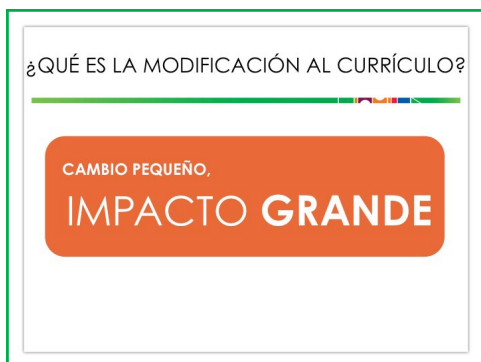 ¿QUÉ ES LA MODIFICACIÓN AL CURRÍCULO?
CAMBIO PEQUEÑO,
IMPACTO GRANDE